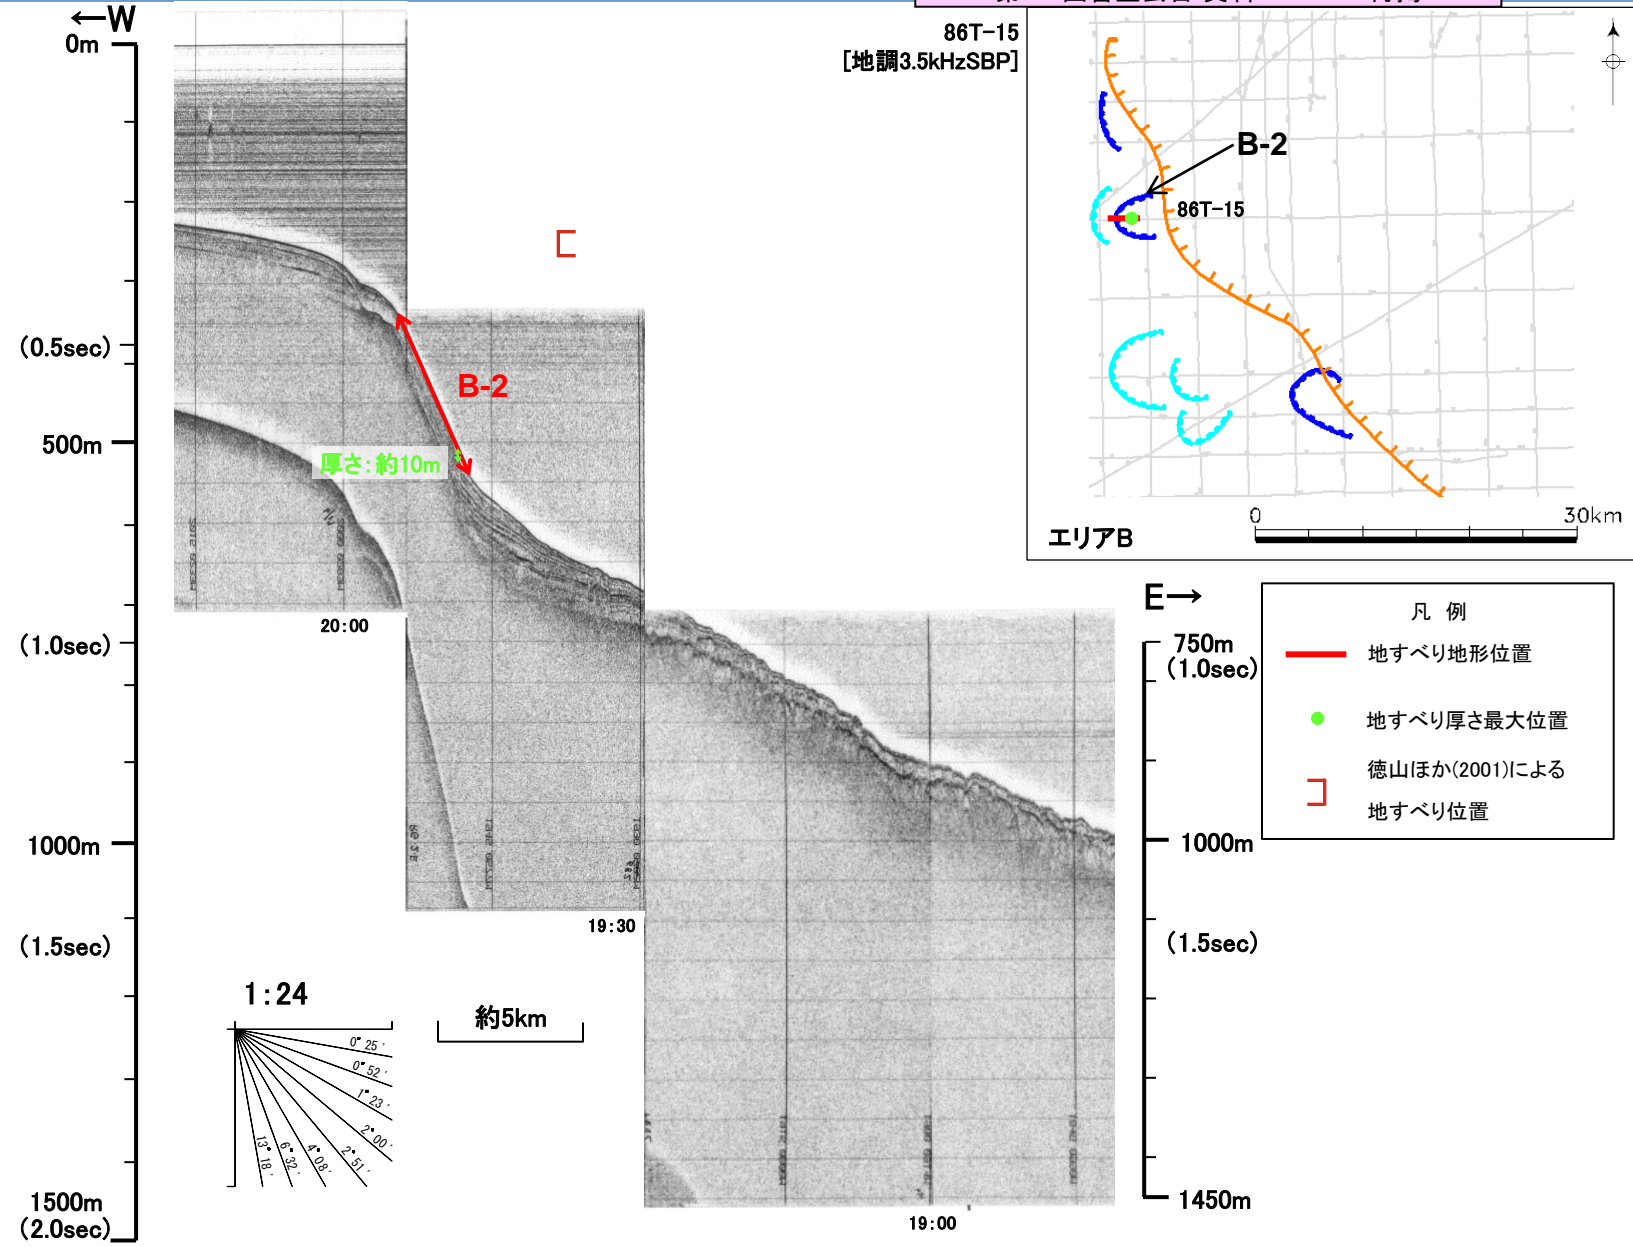 ←W
0m
(0.5sec)
500m
(1.0sec)
1000m
(1.5sec)
1500m
(2.0sec)
86T-15
[地調3.5kHzSBP]
B-2
厚さ:約10m
20:00
19:30
19:00
1:24
0°25′
0°52′
1°23′
2°00′
2°51′
4°08′
6°32′
13°18′
約5km
B-2
86T-15
エリアB
0
30km
E→
750m
(1.0sec)
1000m
(1.5sec)
1450m
凡 例
地すべり地形位置
地すべり厚さ最大位置
徳山ほか(2001)による
地すべり位置